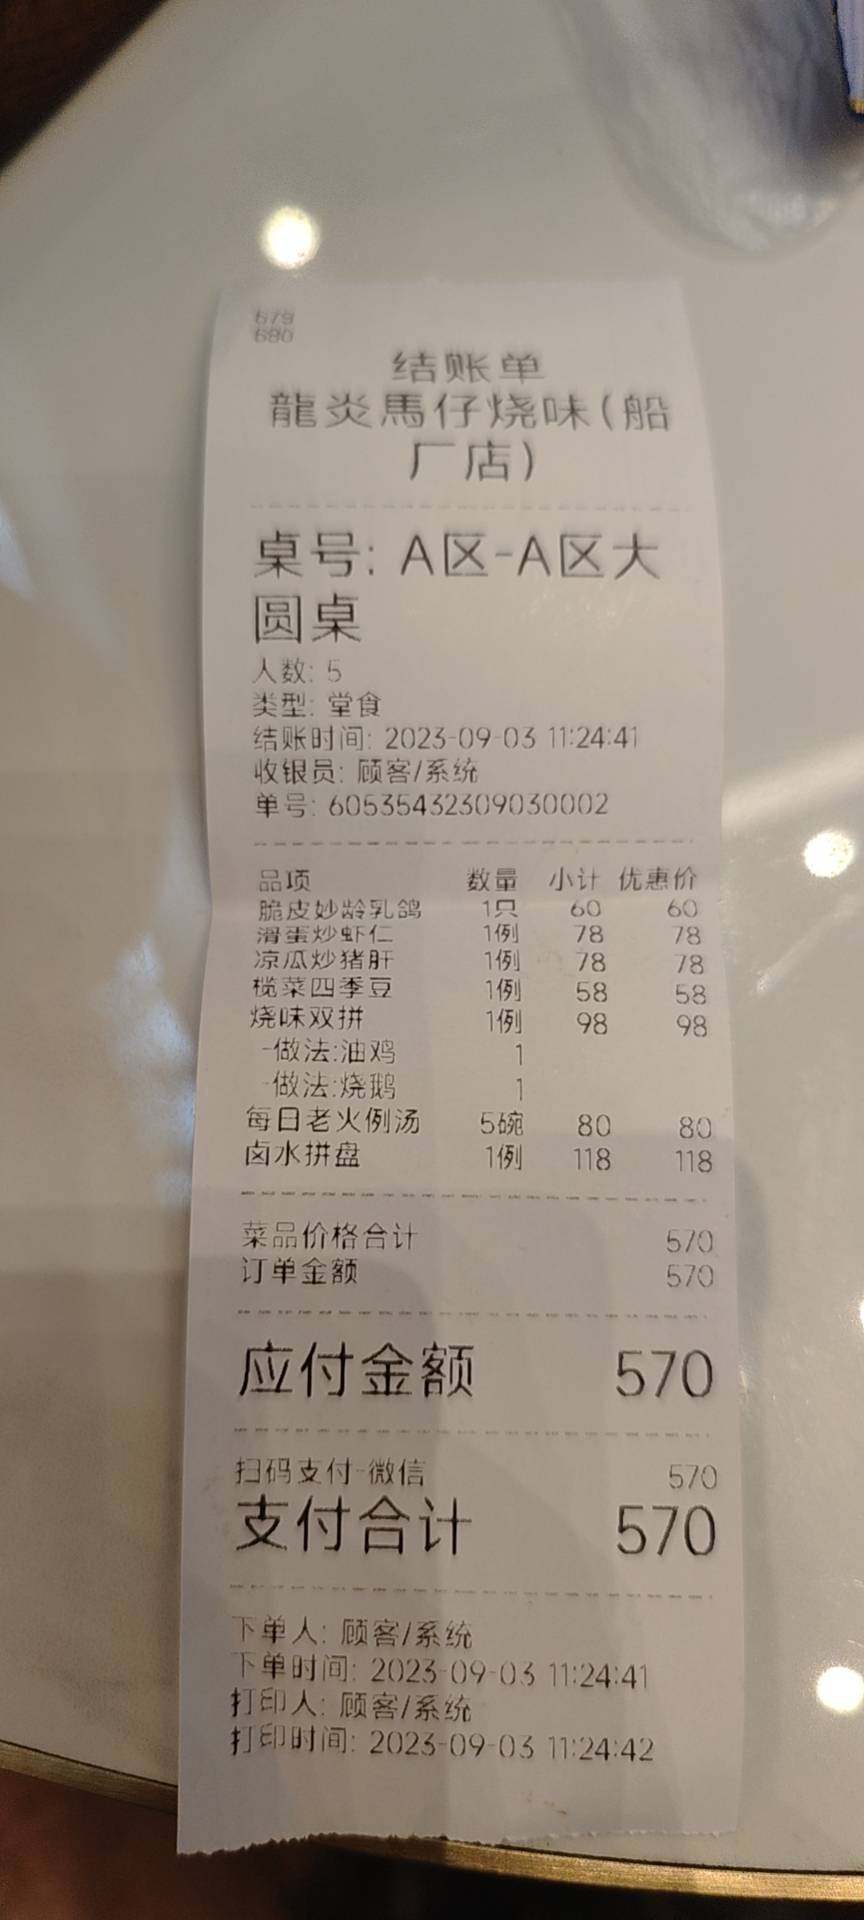 679
680
结账单
龍炎馬仔烧味(船
厂店)
桌号: A区-A区大
圆桌
人数: 5
类型: 堂食
结账时间: 2023-09-03 11:24:41
收银员: 顾客/系统
单号: 605354432309030002
品项 数量 小计 优惠价
脆皮妙龄乳鸽 1只 60 60
滑蛋炒虾仁 1例 78 78
凉瓜炒猪肝 1例 78 78
榄菜四季豆 1例 58 58
烧味双拼 1例 98 98
-做法:油鸡 1
-做法:烧鹅 1
每日老火例汤 5碗 80 80
卤水拼盘 1例 118 118
菜品价格合计 570
订单金额 570
应付金额 570
扫码支付-微信 570
支付合计 570
下单人: 顾客/系统
下单时间: 2023-09-03 11:24:41
打印人: 顾客/系统
打印时间: 2023-09-03 11:24:42